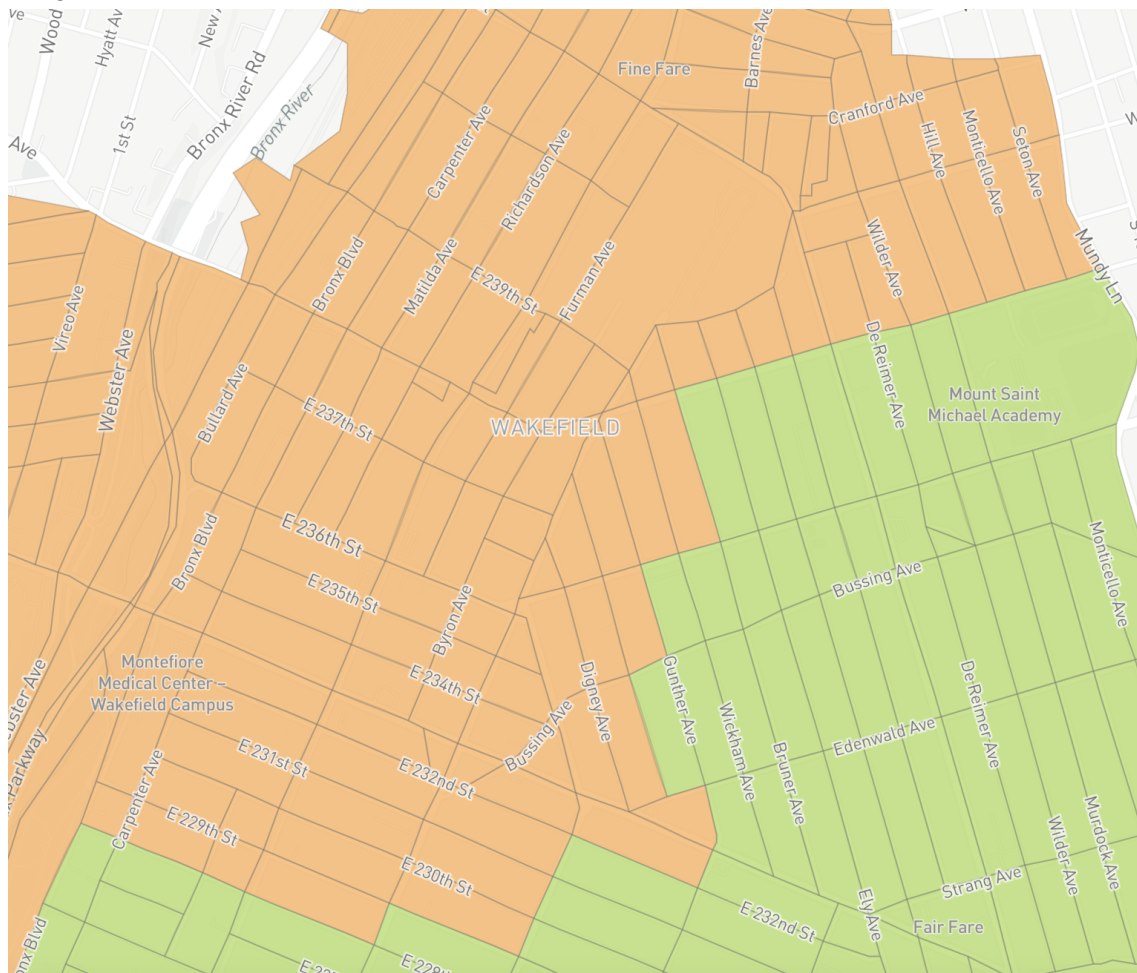 Wood
Hyatt Av
New
Ave
Barnes Ave
Fine Fare
Bronx River Rd
Bronx River
1st St
Cranford Ave
Carpenter Ave
Richardson Ave
Hill Ave
Monticello Ave
Seton Ave
Ave
Wilder Ave
Mundy Ln
Bronx Blvd
Matilda Ave
E 239th St
Furman Ave
Vireo Ave
Webster Ave
Bullard Ave
E 237th St
De Reimer Ave
WAKEFIELD
Mount Saint
Michael Academy
Bronx Blvd
E 236th St
E 235th St
Byron Ave
Bussing Ave
Monticello Ave
Montefiore
Medical Center –
Wakefield Campus
E 234th St
Digney Ave
Gunther Ave
De Reimer Ave
bster Ave
Parkway
Bussing Ave
Wickham Ave
Edenwald Ave
E 231st St
E 232nd St
Bruner Ave
Carpenter Ave
E 229th St
E 230th St
Murdock Ave
Wilder Ave
Strang Ave
Ely Ave
E 232nd St
Fair Fare
onx Blvd
E 228th